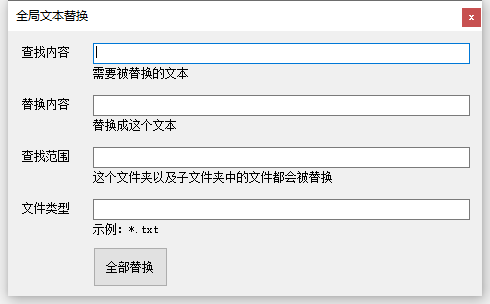 全局文本替换
x
查找内容
需要被替换的文本
替换内容
替换成这个文本
查找范围
这个文件夹以及子文件夹中的文件都会被替换
文件类型
示例：*.txt
全部替换